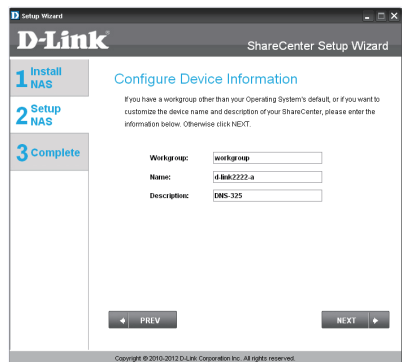 D Setup Wizard
D-Link
ShareCenter Setup Wizard
1 Install NAS
2 Setup NAS
3 Complete
Configure Device Information
If you have a workgroup other than your Operating System's default, or if you want to
customize the device name and description of your ShareCenter, please enter the
information below. Otherwise click NEXT.
Workgroup: workgroup
Name: d-link2222-a
Description: DNS-325
PREV
NEXT
Copyright © 2010-2012 D-Link Corporation Inc. All rights reserved.